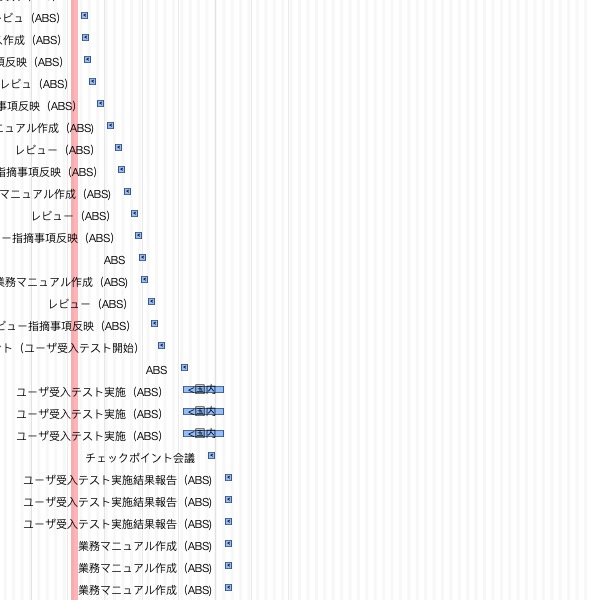 ビュ（ABS）
作成（ABS）
反映（ABS）
レビュ（ABS）
事項反映（ABS）
ニュアル作成（ABS）
レビュー（ABS）
指摘事項反映（ABS）
マニュアル作成（ABS）
レビュー（ABS）
ー指摘事項反映（ABS）
ABS
業務マニュアル作成（ABS）
レビュー（ABS）
ビュー指摘事項反映（ABS）
ント（ユーザ受入テスト開始）
ABS
ユーザ受入テスト実施（ABS） <国内
ユーザ受入テスト実施（ABS） <国内
ユーザ受入テスト実施（ABS） <国内
チェックポイント会議
ユーザ受入テスト実施結果報告（ABS）
ユーザ受入テスト実施結果報告（ABS）
ユーザ受入テスト実施結果報告（ABS）
業務マニュアル作成（ABS）
業務マニュアル作成（ABS）
業務マニュアル作成（ABS）